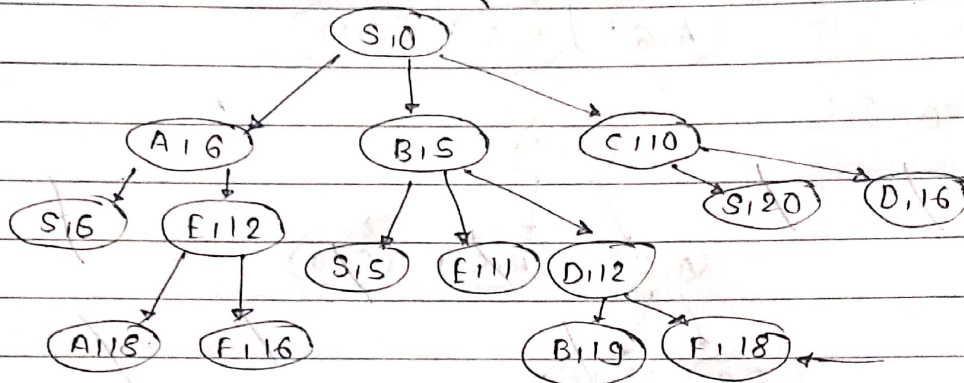 S,0
A,6 B,5 C,10
S,6 E,12 S,5 E,11 D,12 S,20 D,16
A,18 F,16 B,19 F,18